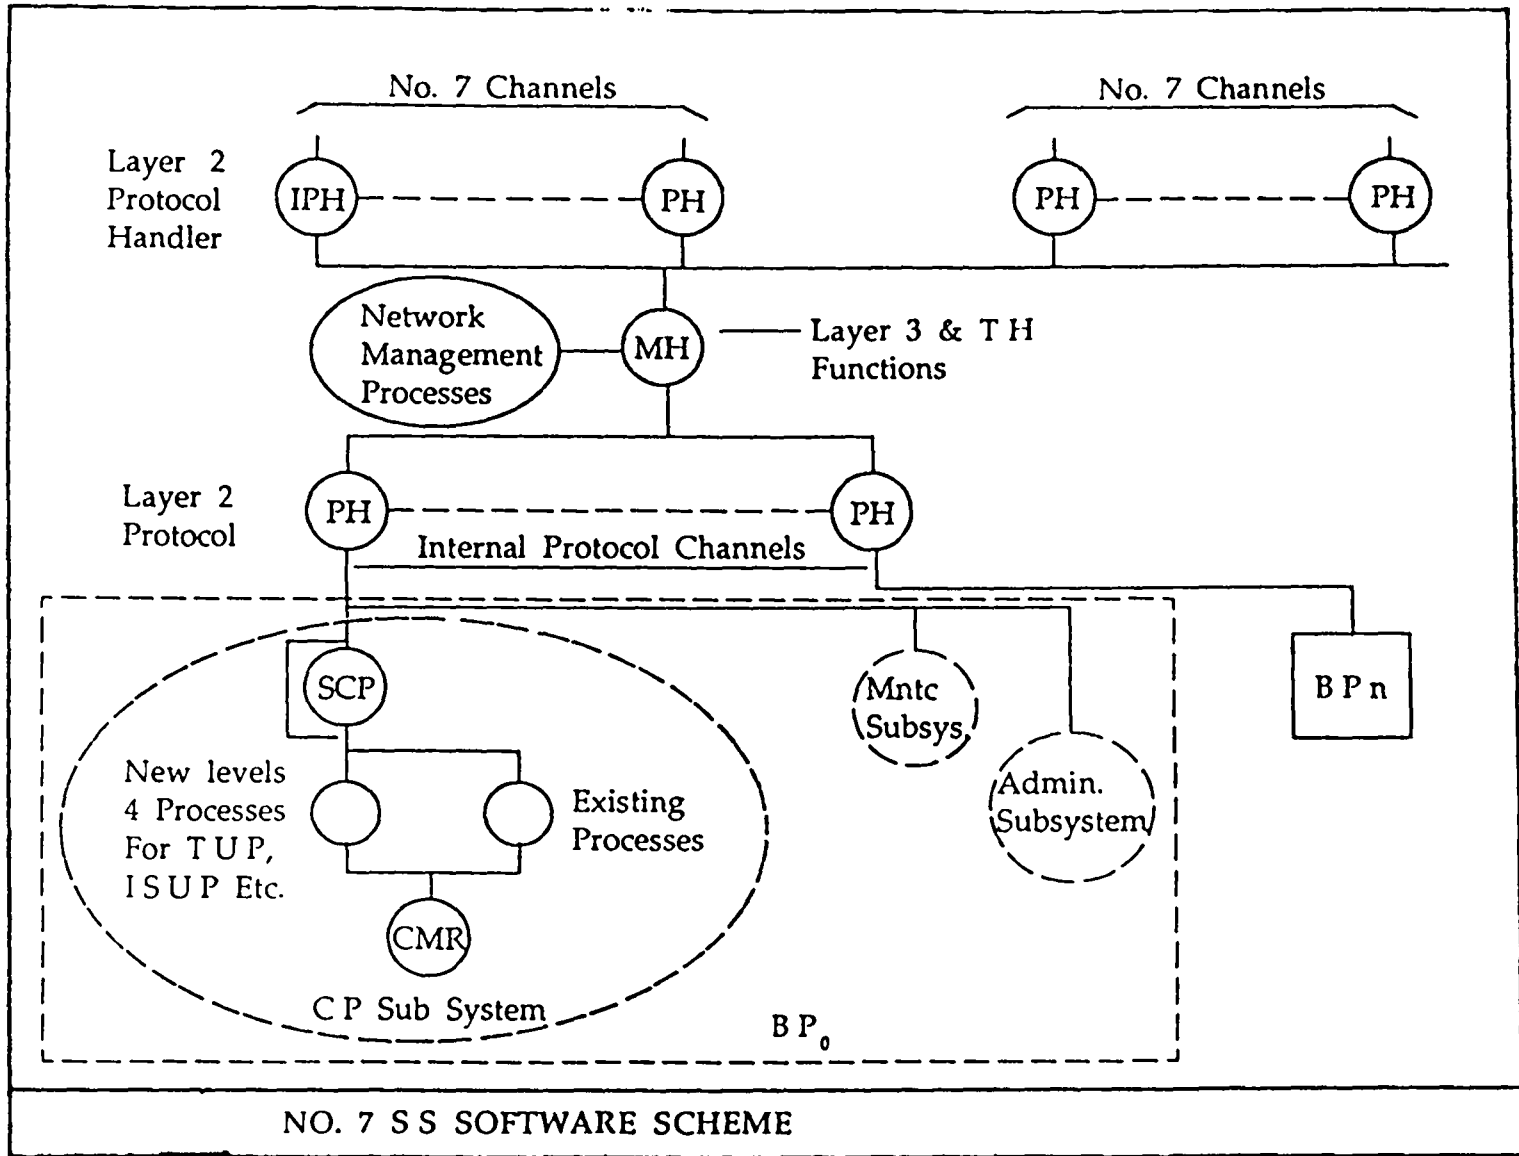 No. 7 Channels
No. 7 Channels
Layer 2
Protocol
Handler
IPH
PH
PH
PH
Network
Management
Processes
MH
Layer 3 & T H
Functions
Layer 2
Protocol
PH
PH
Internal Protocol Channels
SCP
Mntc
Subsys.
B P n
New levels
4 Processes
For T U P,
I S U P Etc.
Existing
Processes
Admin.
Subsystem
CMR
C P Sub System
B P0
NO. 7 S S SOFTWARE SCHEME